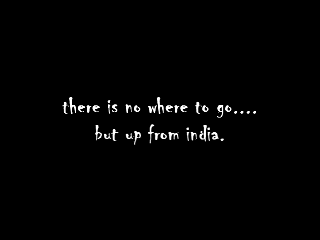 there is no where to go....
but up from india.